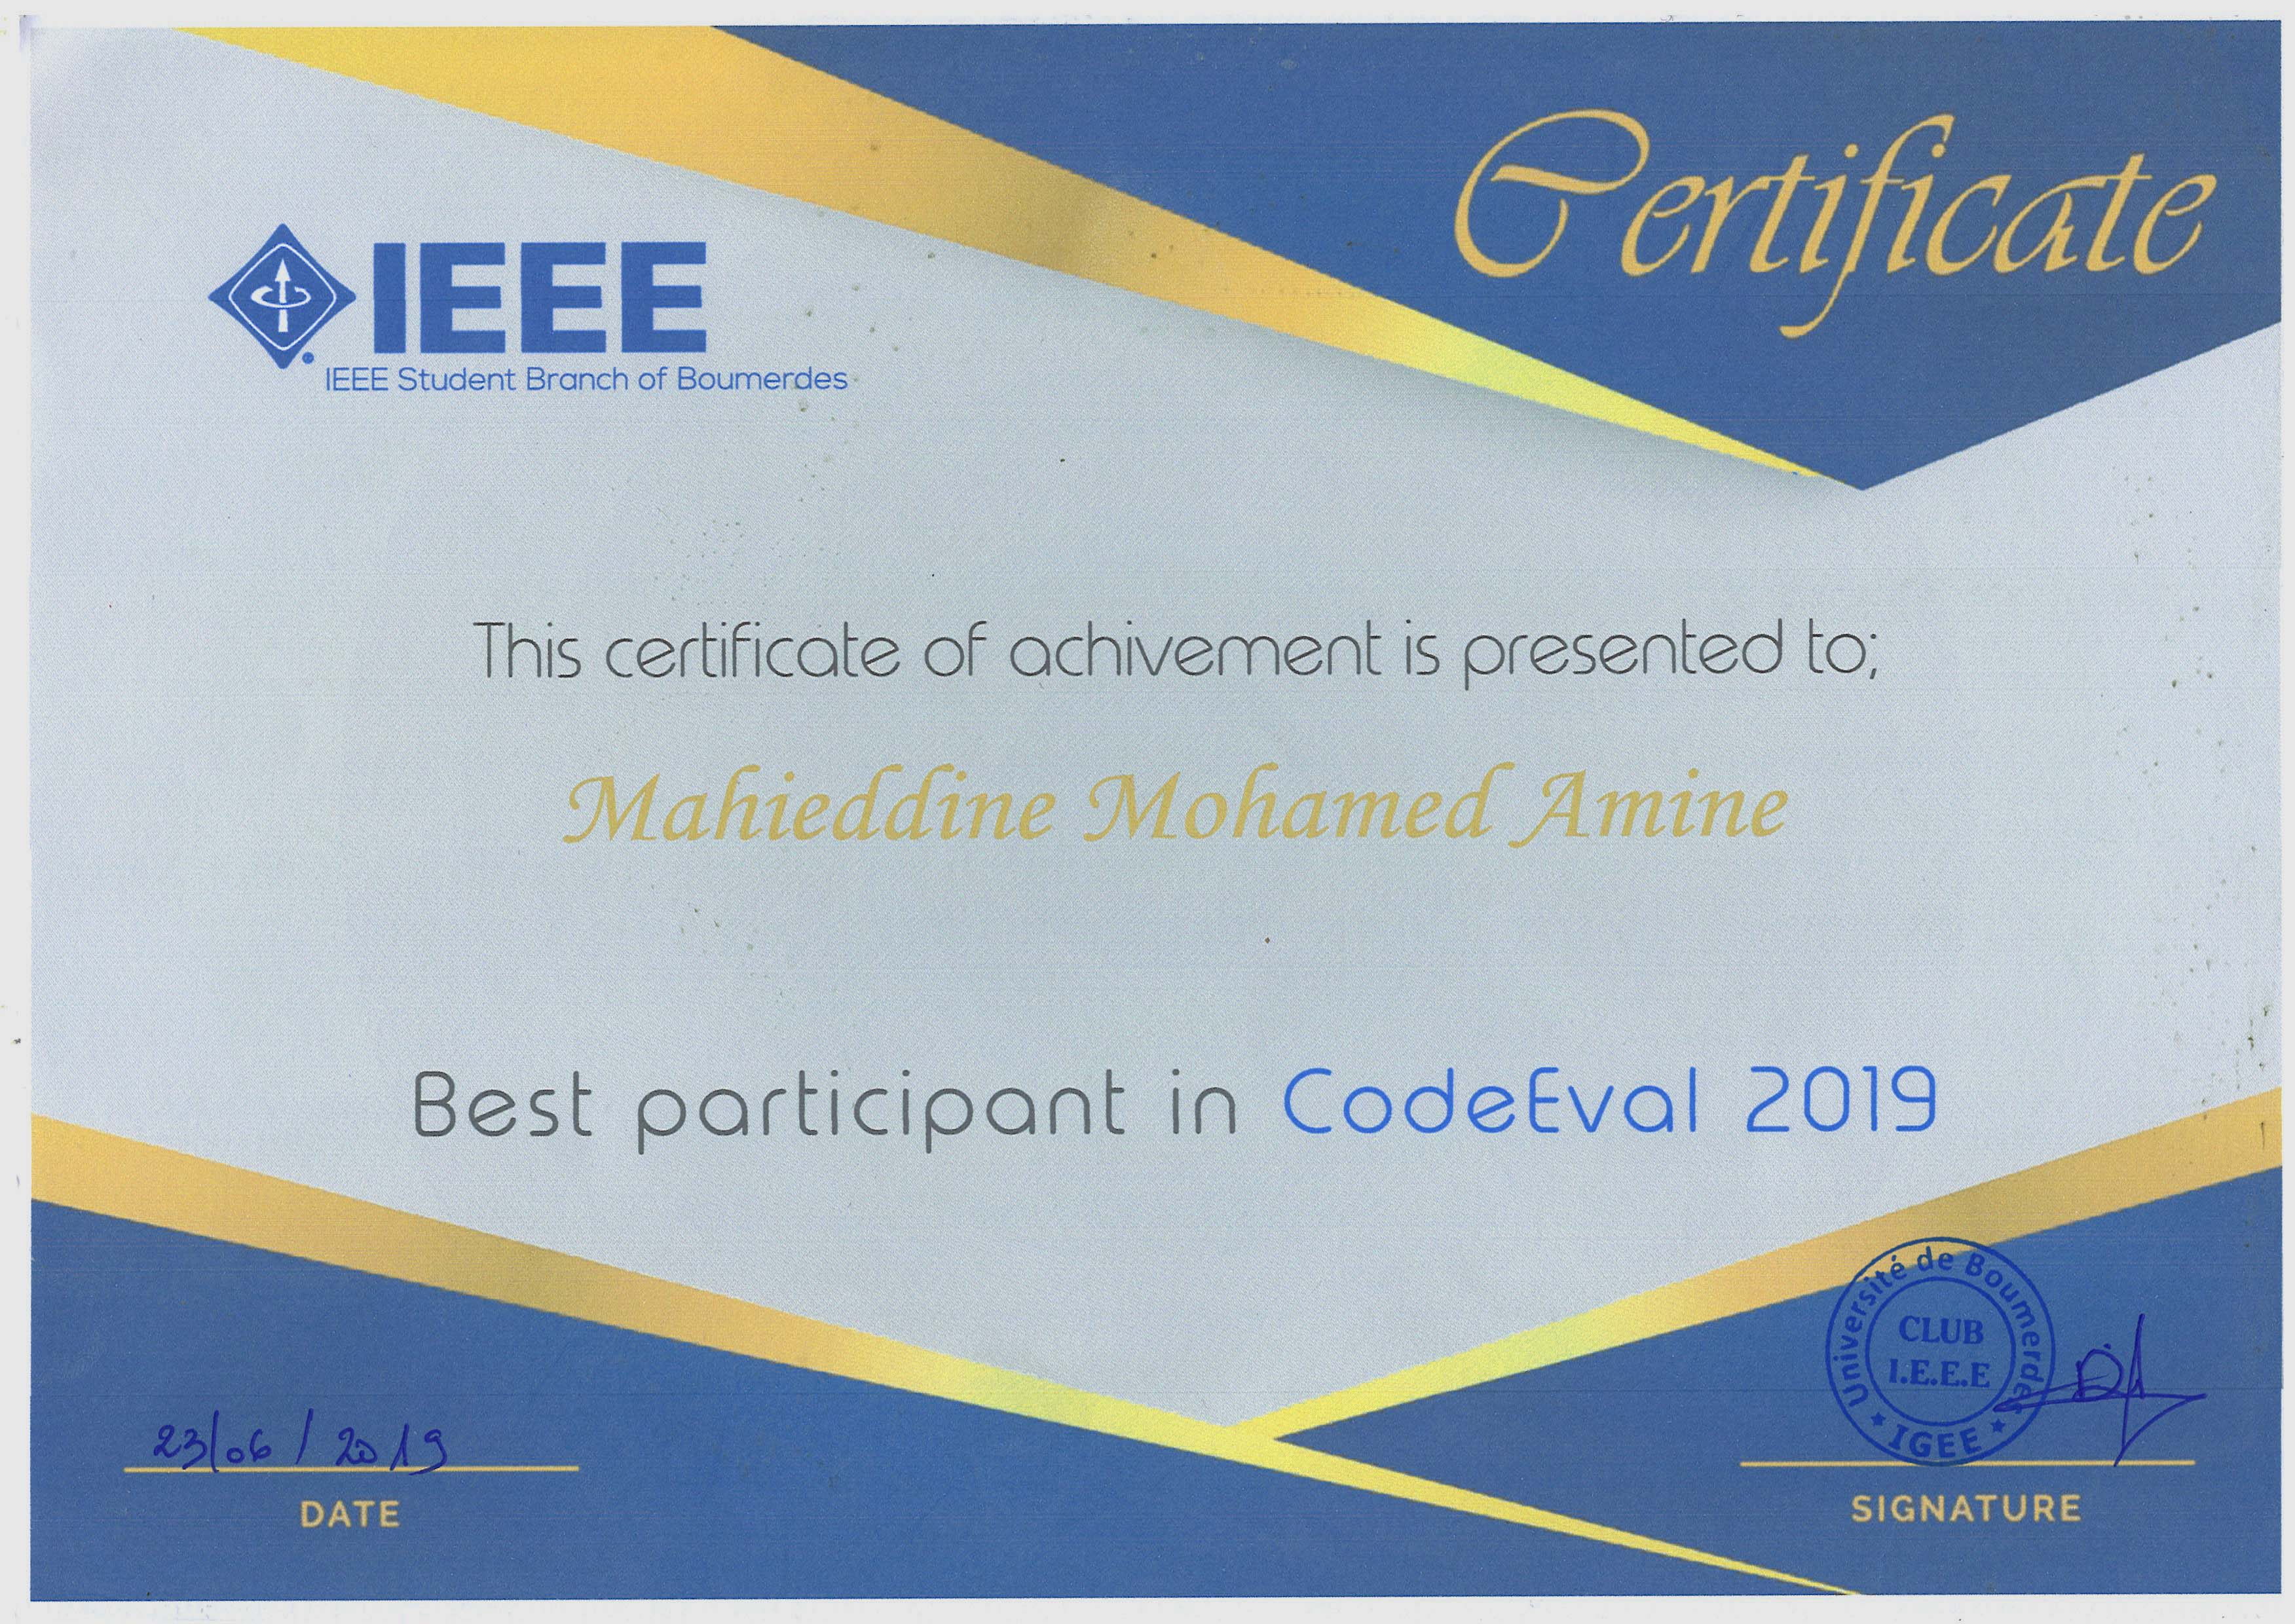 Certificate
IEEE
IEEE Student Branch of Boumerdes
This certificate of achivement is presented to;
Mahieddine Mohamed Amine
Best participant in CodeEval 2019
23/06/2019
DATE
Université de Boumerdes
CLUB
I.E.E.E
★ IGEE ★
SIGNATURE